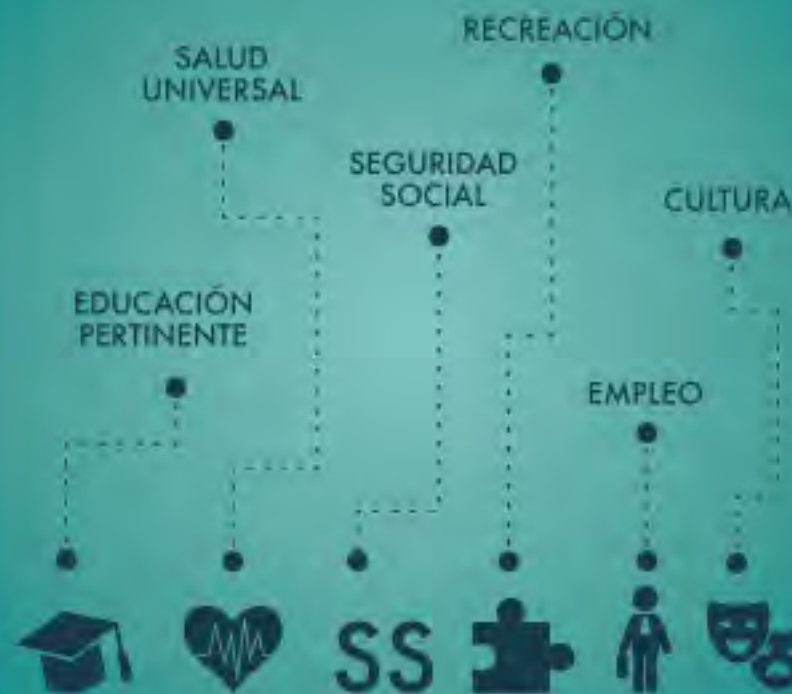 RECREACIÓN
SALUD
UNIVERSAL
SEGURIDAD
SOCIAL
CULTURA
EDUCACIÓN
PERTINENTE
EMPLEO
SS